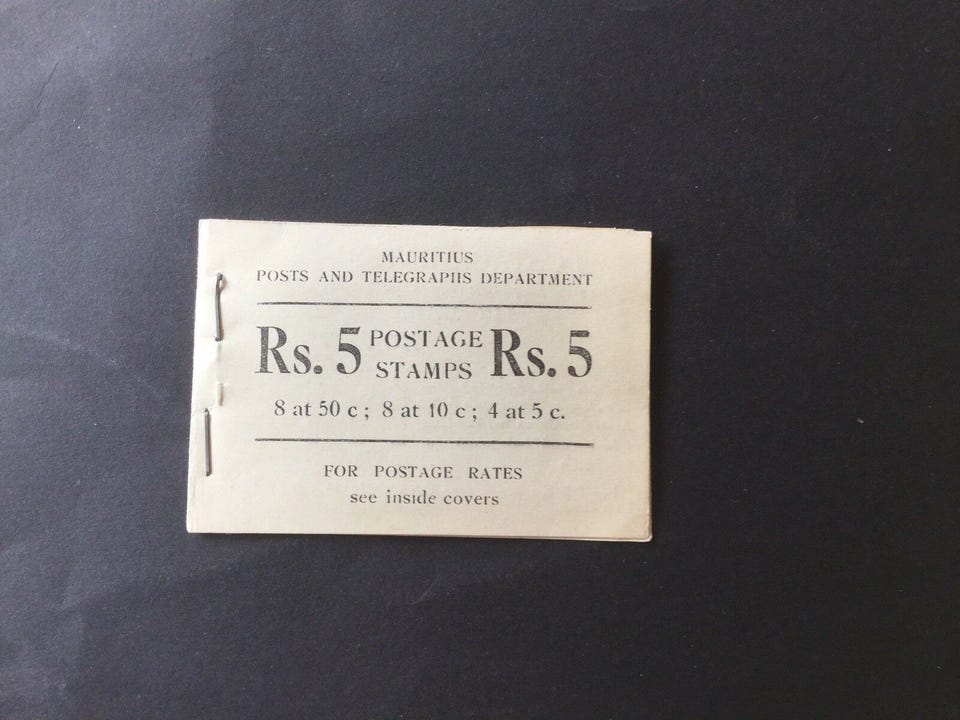 MAURITIUS
POSTS AND TELEGRAPHS DEPARTMENT
Rs. 5 POSTAGE STAMPS Rs. 5
8 at 50 c ; 8 at 10 c ; 4 at 5 c.
FOR POSTAGE RATES
see inside covers